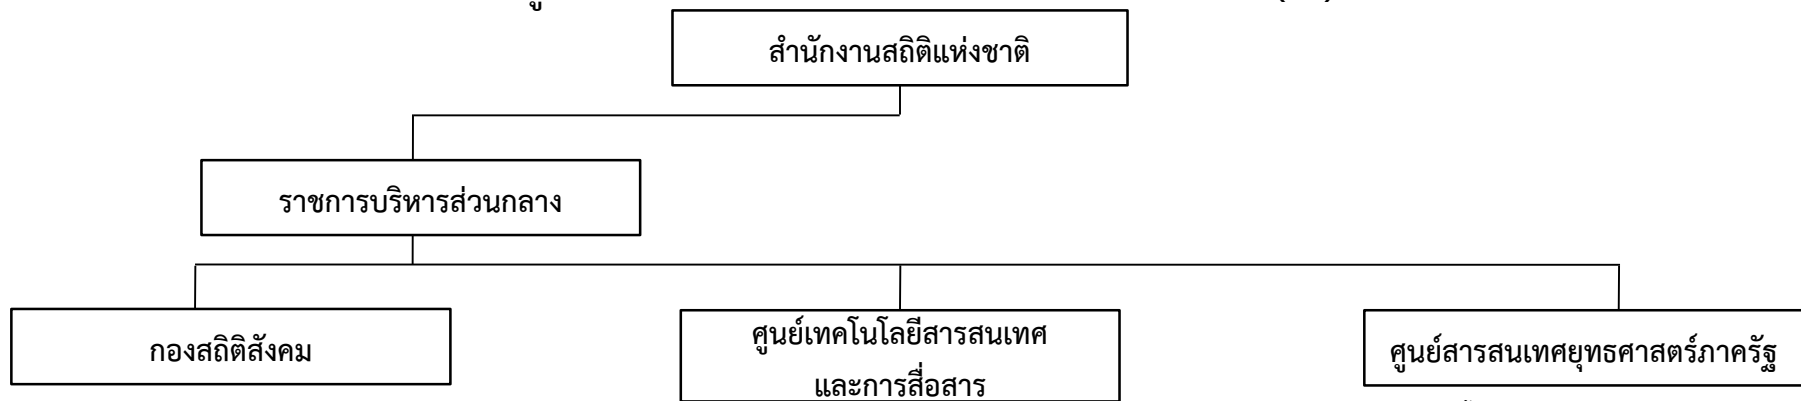 สำนักงานสถิติแห่งชาติ
ราชการบริหารส่วนกลาง
กองสถิติสังคม
ศูนย์เทคโนโลยีสารสนเทศ
และการสื่อสาร
ศูนย์สารสนเทศยุทธศาสตร์ภาครัฐ